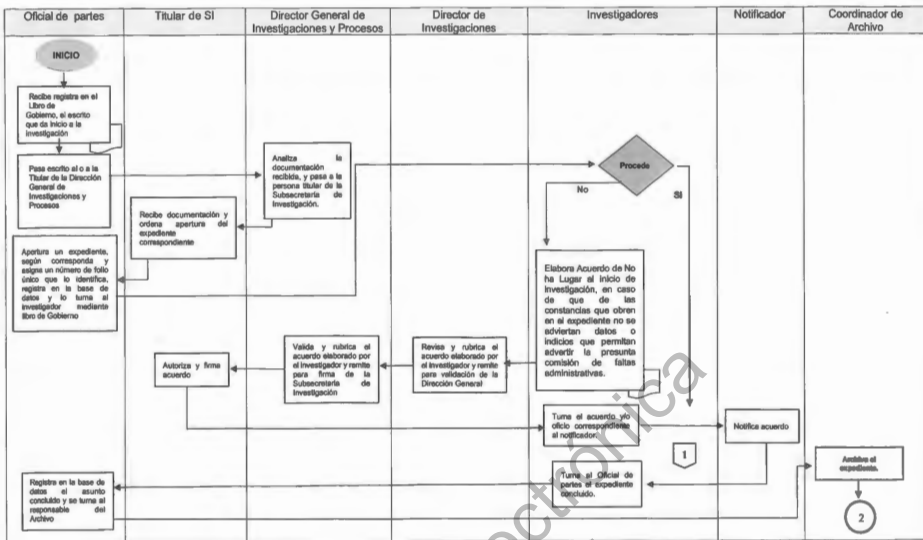 Oficial de partes
Titular de SI
Director General de
Investigaciones y Procesos
Director de
Investigaciones
Investigadores
Notificador
Coordinador de
Archivo
INICIO
Recibe registra en el
Libro de
Gobierno, el escrito
que da inicio a la
investigación
Pasa escrito al o a la
Titular de la Dirección
General de
Investigaciones y
Procesos
Analiza la
documentación
recibida, y pasa a la
persona titular de la
Subsecretaría de
Investigación.
Recibe documentación y
ordena apertura del
expediente
correspondiente
Apertura un expediente,
según corresponda y
asigna un número de folio
único que lo identifica,
registra en la base de
datos y lo turna al
investigador mediante
libro de Gobierno
Procede
No
SI
Elabora Acuerdo de No
ha Lugar al inicio de
Investigación, en caso
de que de las
constancias que obren
en el expediente no se
adviertan datos o
indicios que permitan
advertir la presunta
comisión de faltas
administrativas.
Revisa y rubrica el
acuerdo elaborado por
el investigador y remite
para validación de la
Dirección General
Valida y rubrica el
acuerdo elaborado por
el investigador y remite
para firma de la
Subsecretaría de
Investigación
Autoriza y firma
acuerdo
Turna el acuerdo y/o
oficio correspondiente
al notificador.
Notifica acuerdo
1
Turna al Oficial de
partes el expediente
concluido.
Registra en la base de
datos el asunto
concluido y se turna al
responsable del
Archivo
Archiva el
expediente.
2
ectrónica